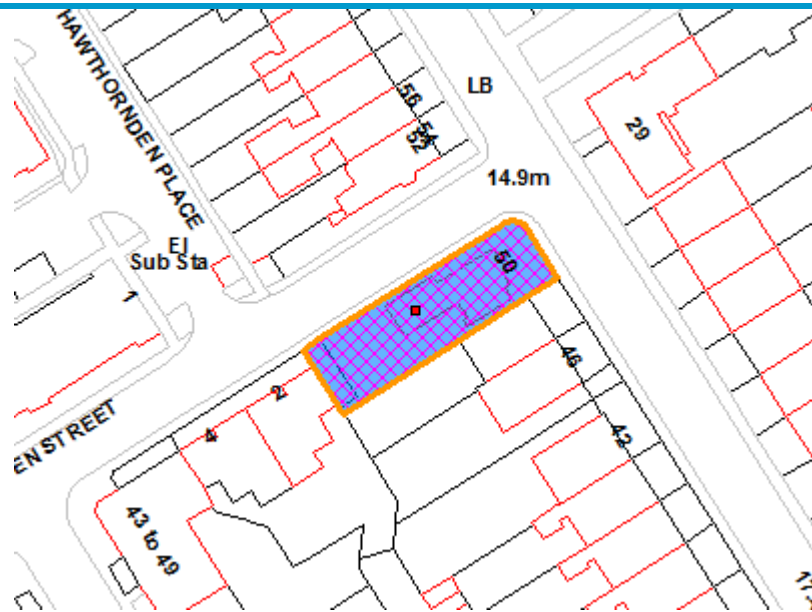 HAWTHORNDEN PLACE
LB
56
54
52
29
14.9m
El
Sub Sta
1
50
46
2
4
42
EN STREET
43 to 49